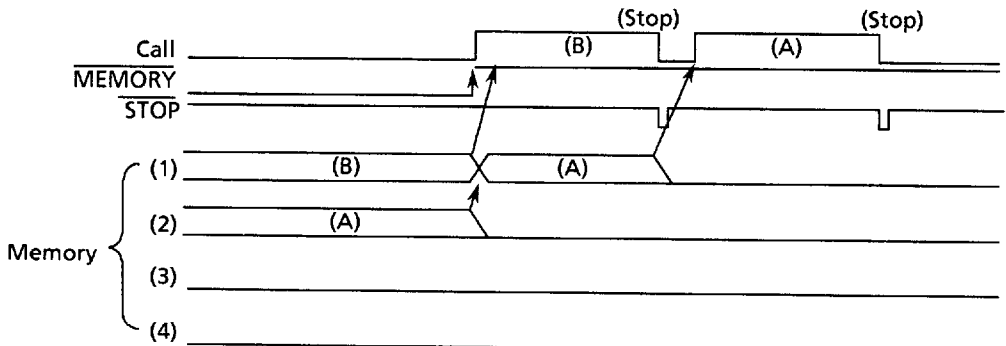 (Stop) (Stop)
Call (B) (A)
MEMORY
STOP
(1) (B) (A)
(2) (A)
Memory
(3)
(4)